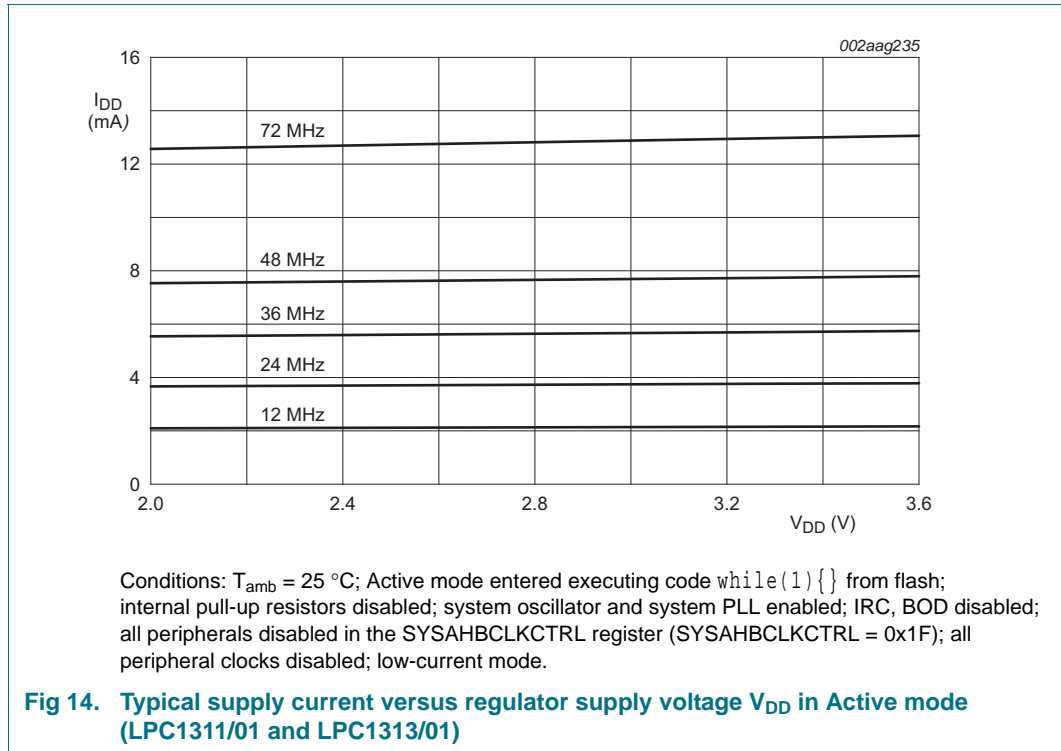 002aag235
16
I_DD
(mA)
72 MHz
12
48 MHz
8
36 MHz
24 MHz
4
12 MHz
0
2.0 2.4 2.8 3.2 3.6
V_DD (V)
Conditions: T_amb = 25 °C; Active mode entered executing code while(1){} from flash;
internal pull-up resistors disabled; system oscillator and system PLL enabled; IRC, BOD disabled;
all peripherals disabled in the SYSAHBCLKCTRL register (SYSAHBCLKCTRL = 0x1F); all
peripheral clocks disabled; low-current mode.
Fig 14. Typical supply current versus regulator supply voltage V_DD in Active mode
(LPC1311/01 and LPC1313/01)